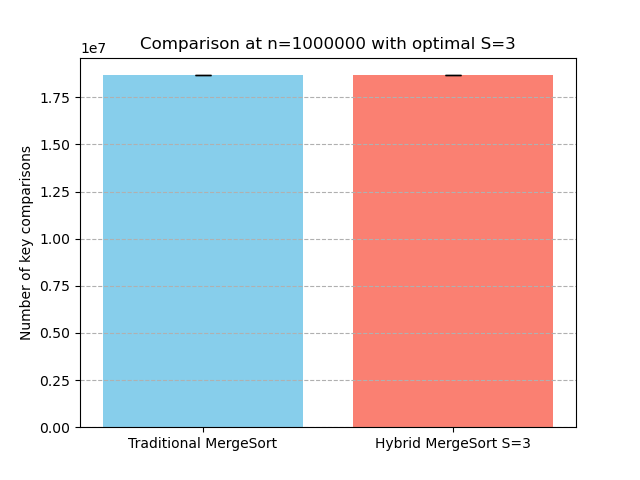 Comparison at n=1000000 with optimal S=3
1e7
1.75
1.50
1.25
1.00
0.75
0.50
0.25
0.00
Number of key comparisons
Traditional MergeSort
Hybrid MergeSort S=3